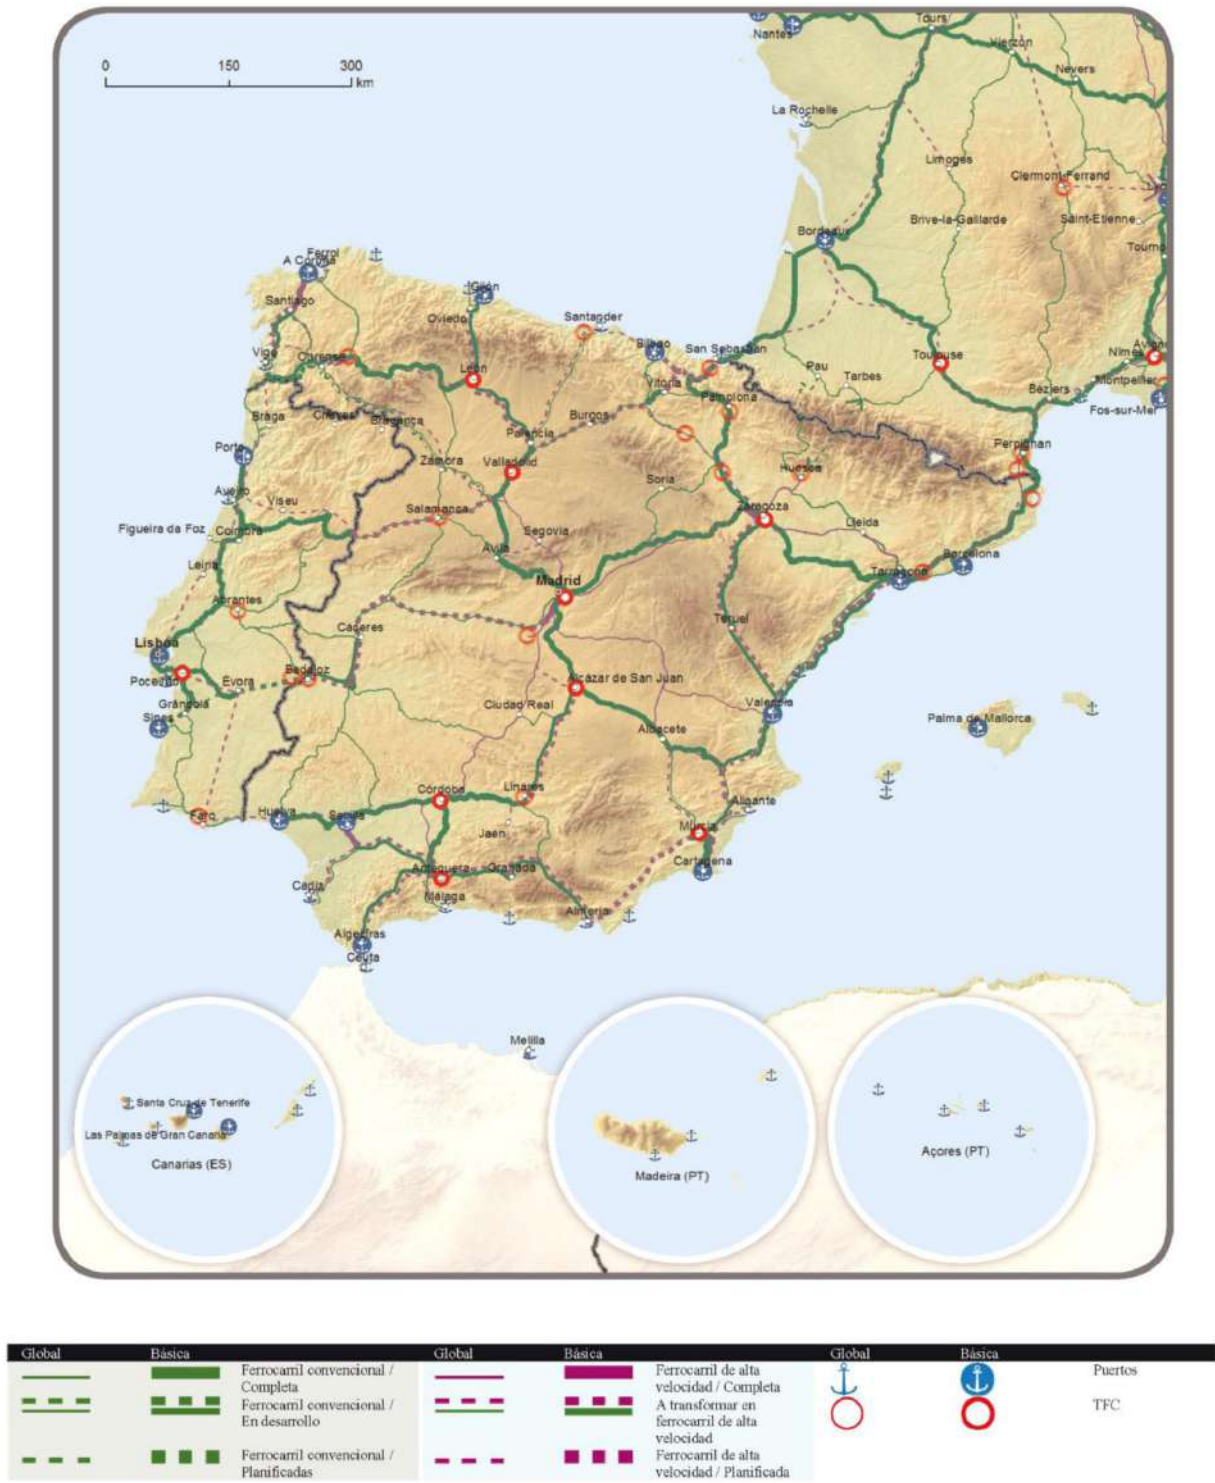 Tours
Nantes
Vierzon
0 150 300
km
Nevers
La Rochelle
Limoges
Clermont-Ferrand
Brive-la-Gaillarde
Saint-Etienne
Bordeaux
Tourno
Ferrol
A Coruña
Gijón
Santiago
Oviedo
Santander
Bilbao
San Sebastián
Vigo
Ourense
León
Toulouse
Nîmes
Avigno
Pau
Tarbes
Vitoria
Béziers
Montpellier
Pamplona
Fos-sur-Mer
Braga
Chaves
Bragança
Burgos
Palencia
Perpignan
Porto
Zamora
Valladolid
Soria
Huesca
Aveiro
Viseu
Salamanca
Zaragoza
Lleida
Figueira da Foz
Coimbra
Segovia
Ávila
Barcelona
Leiria
Madrid
Tarragona
Abrantes
Teruel
Cáceres
Lisboa
Badajoz
Poceirão
Évora
Alcázar de San Juan
Grândola
Ciudad Real
Valencia
Sines
Albacete
Palma de Mallorca
Córdoba
Linares
Alicante
Faro
Huelva
Sevilla
Jaén
Murcia
Antequera
Granada
Cartagena
Cádiz
Málaga
Almería
Algeciras
Ceuta
Melilla
Santa Cruz de Tenerife
Las Palmas de Gran Canaria
Canarias (ES)
Madeira (PT)
Açores (PT)
Global Básica Global Básica Global Básica
Ferrocarril convencional /
Completa
Ferrocarril de alta
velocidad / Completa
Puertos
Ferrocarril convencional /
En desarrollo
A transformar en
ferrocarril de alta
velocidad
TFC
Ferrocarril convencional /
Planificadas
Ferrocarril de alta
velocidad / Planificada